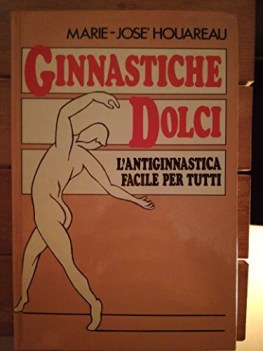 MARIE-JOSE' HOUAREAU
GINNASTICHE
DOLCI
L'ANTIGINNASTICA
FACILE PER TUTTI